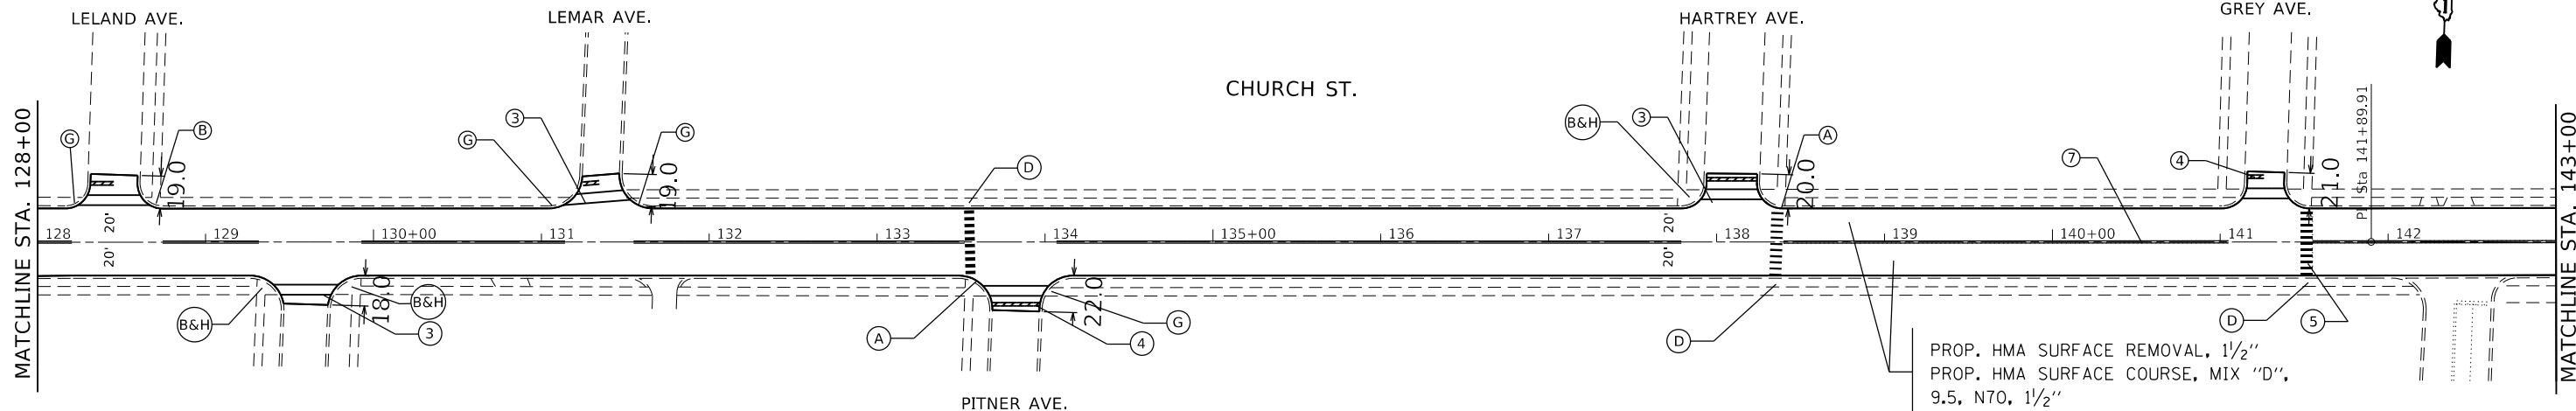 LELAND AVE.
LEMAR AVE.
HARTREY AVE.
GREY AVE.
CHURCH ST.
MATCHLINE STA. 128+00
MATCHLINE STA. 143+00
PI Sta 141+89.91
G
B
3
G
G
D
B&H
3
A
7
4
19.0
19.0
20.0
21.0
20'
20'
20'
20'
128
129
130+00
131
132
133
134
135+00
136
137
138
139
140+00
141
142
18.0
22.0
B&H
B&H
3
A
G
4
D
D
5
PITNER AVE.
PROP. HMA SURFACE REMOVAL, 1 1/2"
PROP. HMA SURFACE COURSE, MIX "D",
9.5, N70, 1 1/2"